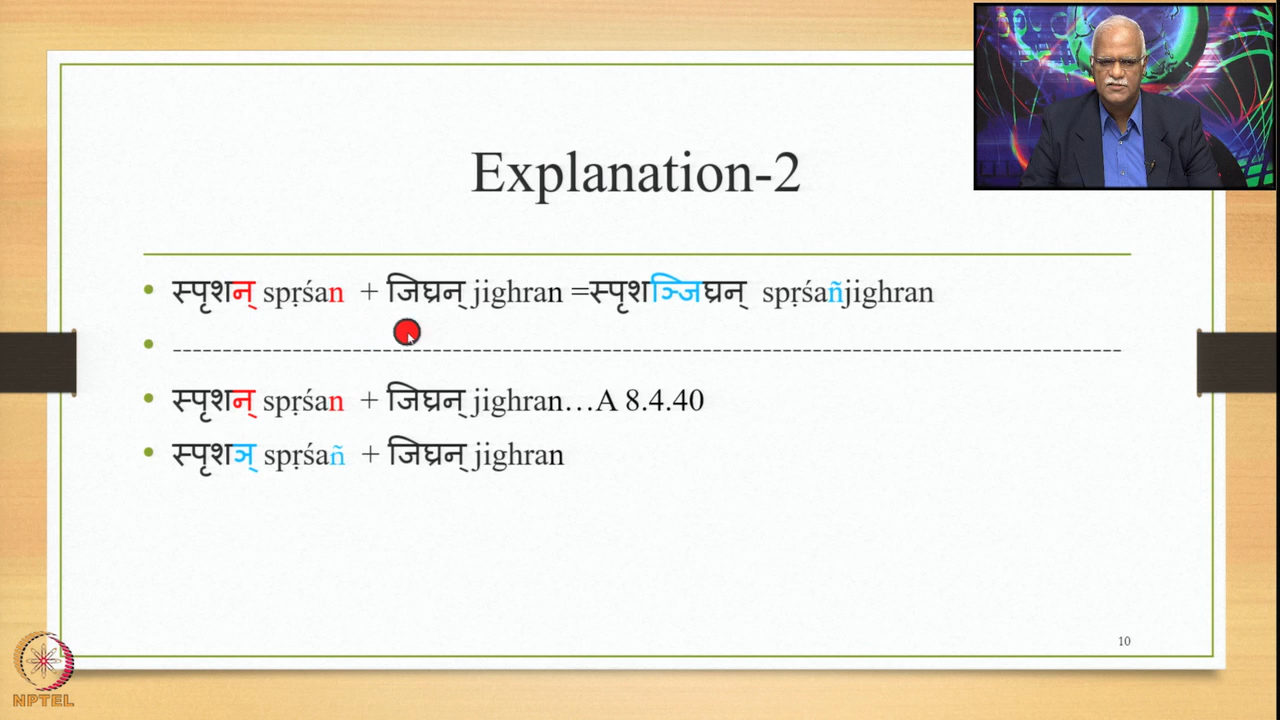 Explanation-2
• स्पृशन् spṛśan + जिघ्रन् jighran =स्पृशञ्जिघ्रन् spṛśañjighran
• -----------------------------------------------------------------------------------------------
• स्पृशन् spṛśan + जिघ्रन् jighran…A 8.4.40
• स्पृशञ् spṛśañ + जिघ्रन् jighran
10
NPTEL